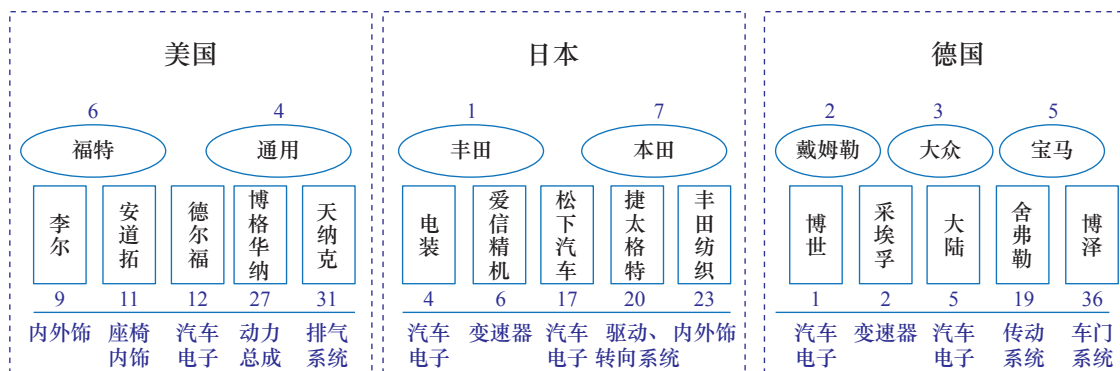 美国
6
4
福特
通用
李尔
安道拓
德尔福
博格华纳
天纳克
9
11
12
27
31
内外饰
座椅
内饰
汽车
电子
动力
总成
排气
系统
日本
1
7
丰田
本田
电装
爱信精机
松下汽车
捷太格特
丰田纺织
4
6
17
20
23
汽车
电子
变速器
汽车
电子
驱动、
转向系统
内外饰
德国
2
3
5
戴姆勒
大众
宝马
博世
采埃孚
大陆
舍弗勒
博泽
1
2
5
19
36
汽车
电子
变速器
汽车
电子
传动
系统
车门
系统